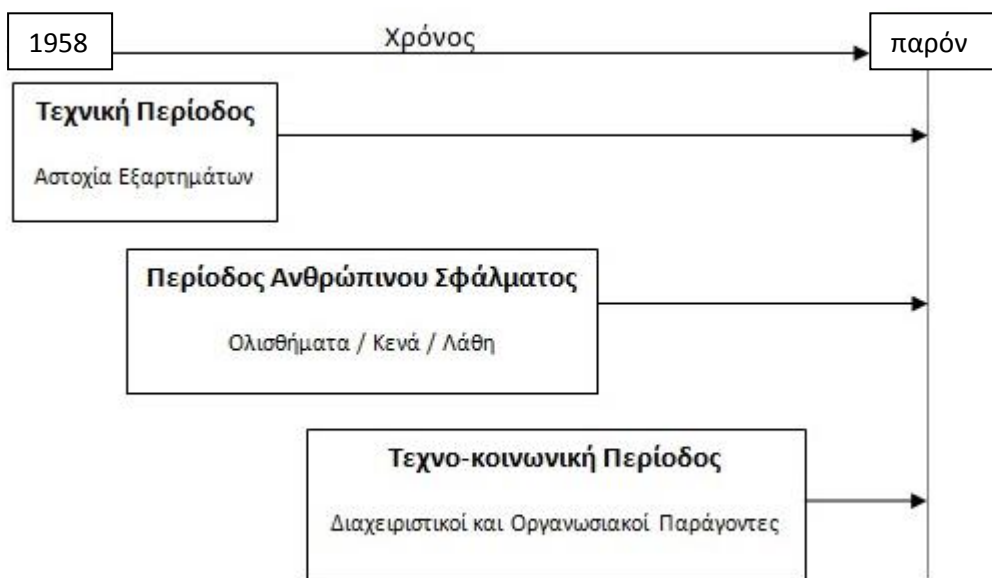 1958
Χρόνος
παρόν
Τεχνική Περίοδος
Αστοχία Εξαρτημάτων
Περίοδος Ανθρώπινου Σφάλματος
Ολισθήματα / Κενά / Λάθη
Τεχνο-κοινωνική Περίοδος
Διαχειριστικοί και Οργανωσιακοί Παράγοντες